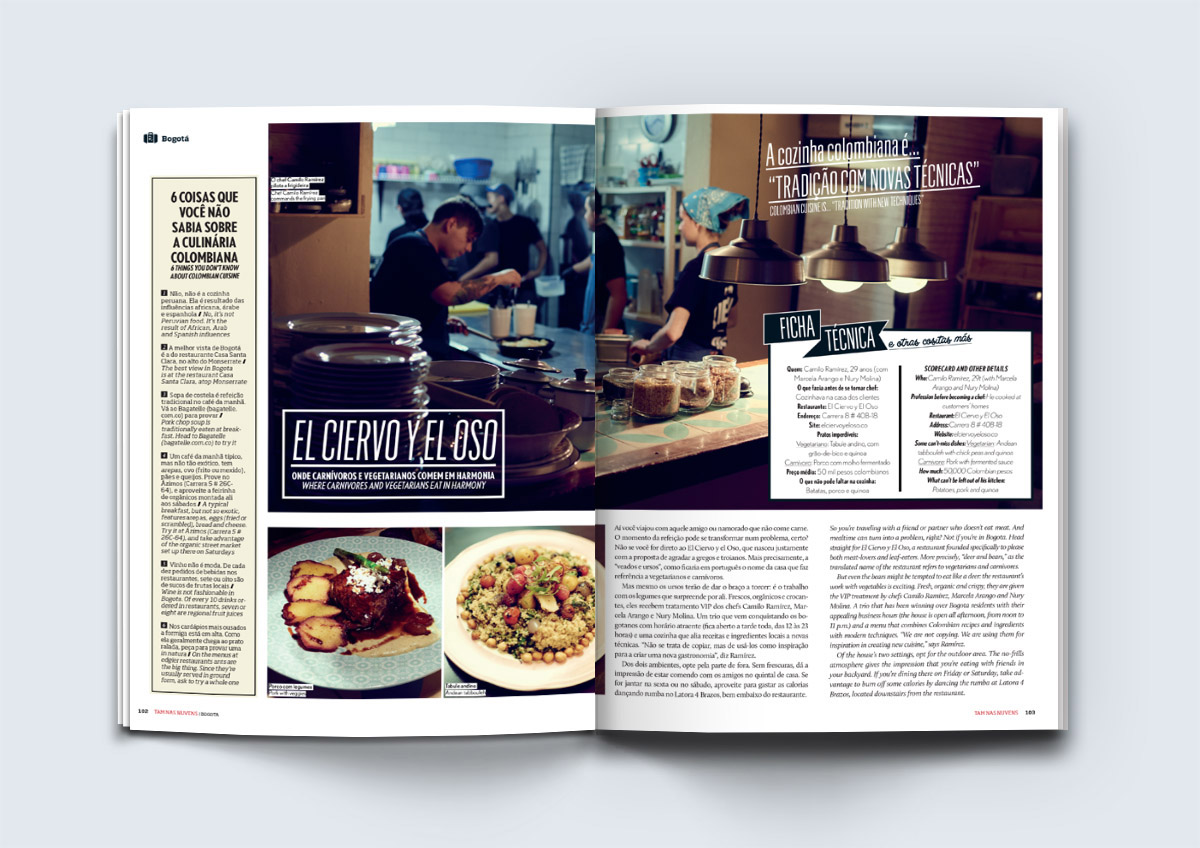 Bogotá
6 COISAS QUE
VOCÊ NÃO
SABIA SOBRE
A CULINÁRIA
COLOMBIANA
6 THINGS YOU DON'T KNOW
ABOUT COLOMBIAN CUISINE
1 Não, não é a cozinha
peruana. Ela é resultado das
influências africana, árabe
e espanhola // No, it's not
Peruvian food. It's the
result of African, Arab
and Spanish influences
2 A melhor vista de Bogotá
é a do restaurante Casa Santa
Clara, no alto do Monserrate //
The best view in Bogota
is at the restaurant Casa
Santa Clara, atop Monserrate
3 Sopa de costela é refeição
tradicional no café da manhã.
Vá ao Bagatelle (bagatelle.
com.co) para provar //
Pork chop soup is
traditionally eaten at break-
fast. Head to Bagatelle
(bagatelle.com.co) to try it
4 Um café da manhã típico,
mas não tão exótico, tem
arepas, ovo (frito ou mexido),
pães e queijos. Prove no
Azimos (Carrera 5 # 26C-
64), e aproveite a feirinha
de orgânicos montada ali
aos sábados // A typical
breakfast, but not so exotic,
features arepas, eggs (fried or
scrambled), bread and cheese.
Try it at Azimos (Carrera 5 #
26C-64), and take advantage
of the organic street market
set up there on Saturdays
5 Vinho não é moda. De cada
dez pedidos de bebidas nos
restaurantes, sete ou oito são
de sucos de frutas locais //
Wine is not fashionable in
Bogota. Of every 10 drinks or-
dered in restaurants, seven or
eight are regional fruit juices
6 Nos cardápios mais ousados
a formiga está em alta. Como
ela geralmente chega ao prato
ralada, peça para provar uma
in natura // On the menus at
edgier restaurants ants are
the big thing. Since they're
usually served in ground
form, ask to try a whole one
O chef Camilo Ramírez
pilota a frigideira
Chef Camilo Ramírez
commands the frying pan
EL CIERVO Y EL OSO
ONDE CARNÍVOROS E VEGETARIANOS COMEM EM HARMONIA
WHERE CARNIVORES AND VEGETARIANS EAT IN HARMONY
Porco com legumes
Pork with veggies
Tabule andino
Andean tabbouleh
102 TAM NAS NUVENS / BOGOTÁ
A cozinha colombiana é...
"TRADIÇÃO COM NOVAS TÉCNICAS"
COLOMBIAN CUISINE IS... "TRADITION WITH NEW TECHNIQUES"
FICHA
TÉCNICA
e otras cositas más
Quem: Camilo Ramírez, 29 anos (com
Marcela Arango e Nury Molina)
O que fazia antes de se tornar chef:
Cozinhava na casa dos clientes
Restaurante: El Ciervo y El Oso
Endereço: Carrera 8 # 40B-18
Site: elciervoyeloso.co
Pratos imperdíveis:
Vegetariano: Tabule andino, com
grão-de-bico e quinoa
Carnívoro: Porco com molho fermentado
Preço médio: 50 mil pesos colombianos
O que não pode faltar na cozinha:
Batatas, porco e quinoa
SCORECARD AND OTHER DETAILS
Who: Camilo Ramírez, 29t (with Marcela
Arango and Nury Molina)
Profession before becoming a chef: He cooked at
customers' homes
Restaurant: El Ciervo y El Oso
Address: Carrera 8 # 40B-18
Website: elciervoyeloso.co
Some can't miss dishes: Vegetarian: Andean
tabbouleh with chick peas and quinoa
Carnivore: Pork with fermented sauce
How much: 50,000 Colombian pesos
What can't be left out of his kitchen:
Potatoes, pork and quinoa
Aí você viajou com aquele amigo ou namorado que não come carne.
O momento da refeição pode se transformar num problema, certo?
Não se você for direto ao El Ciervo y el Oso, que nasceu justamente
com a proposta de agradar a gregos e troianos. Mais precisamente, a
"veados e ursos", como ficaria em português o nome da casa que faz
referência a vegetarianos e carnívoros.
Mas mesmo os ursos terão de dar o braço a torcer: é o trabalho
com os legumes que surpreende por ali. Frescos, orgânicos e crocan-
tes, eles recebem tratamento VIP dos chefs Camilo Ramírez, Mar-
cela Arango e Nury Molina. Um trio que vem conquistando os bo-
gotanos com horário atraente (fica aberto a tarde toda, das 12 às 23
horas) e uma cozinha que alia receitas e ingredientes locais a novas
técnicas. "Não se trata de copiar, mas de usá-los como inspiração
para a criar uma nova gastronomia", diz Ramírez.
Dos dois ambientes, opte pela parte de fora. Sem frescuras, dá a
impressão de estar comendo com os amigos no quintal de casa. Se
for jantar na sexta ou no sábado, aproveite para gastar as calorias
dançando rumba no Latora 4 Brazos, bem embaixo do restaurante.
So you're traveling with a friend or partner who doesn't eat meat. And
mealtime can turn into a problem, right? Not if you're in Bogota. Head
straight for El Ciervo y El Oso, a restaurant founded specifically to please
both meat-lovers and leaf-eaters. More precisely, "deer and bears," as the
translated name of the restaurant refers to vegetarians and carnivores.
But even the bears might be tempted to eat like a deer: the restaurant's
work with vegetables is exciting. Fresh, organic and crispy, they are given
the VIP treatment by chefs Camilo Ramírez, Marcela Arango and Nury
Molina. A trio that has been winning over Bogota residents with their
appealing business hours (the house is open all afternoon, from noon to
11 p.m.) and a menu that combines Colombian recipes and ingredients
with modern techniques. "We are not copying. We are using them for
inspiration in creating new cuisine," says Ramírez.
Of the house's two settings, opt for the outdoor area. The no-frills
atmosphere gives the impression that you're eating with friends in
your backyard. If you're dining there on Friday or Saturday, take ad-
vantage to burn off some calories by dancing the rumba at Latora 4
Brazos, located downstairs from the restaurant.
TAM NAS NUVENS 103